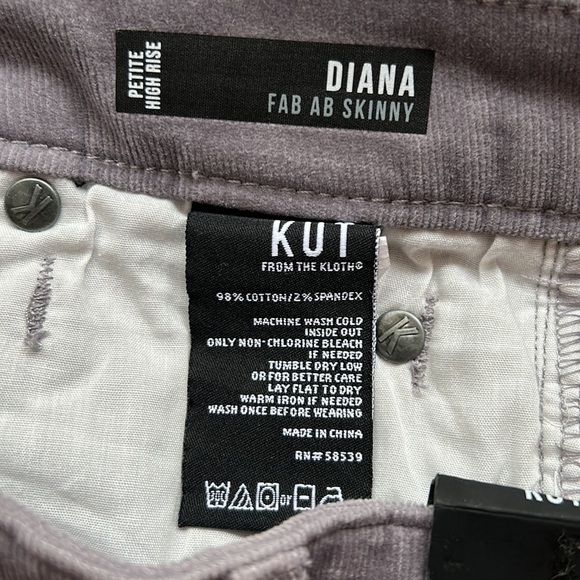 PETITE
HIGH RISE
DIANA
FAB AB SKINNY
KUT
FROM THE KLOTH®
98% COTTON/2% SPANDEX
MACHINE WASH COLD
INSIDE OUT
ONLY NON-CHLORINE BLEACH
IF NEEDED
TUMBLE DRY LOW
OR FOR BETTER CARE
LAY FLAT TO DRY
WARM IRON IF NEEDED
WASH ONCE BEFORE WEARING
MADE IN CHINA
RN#58539
or